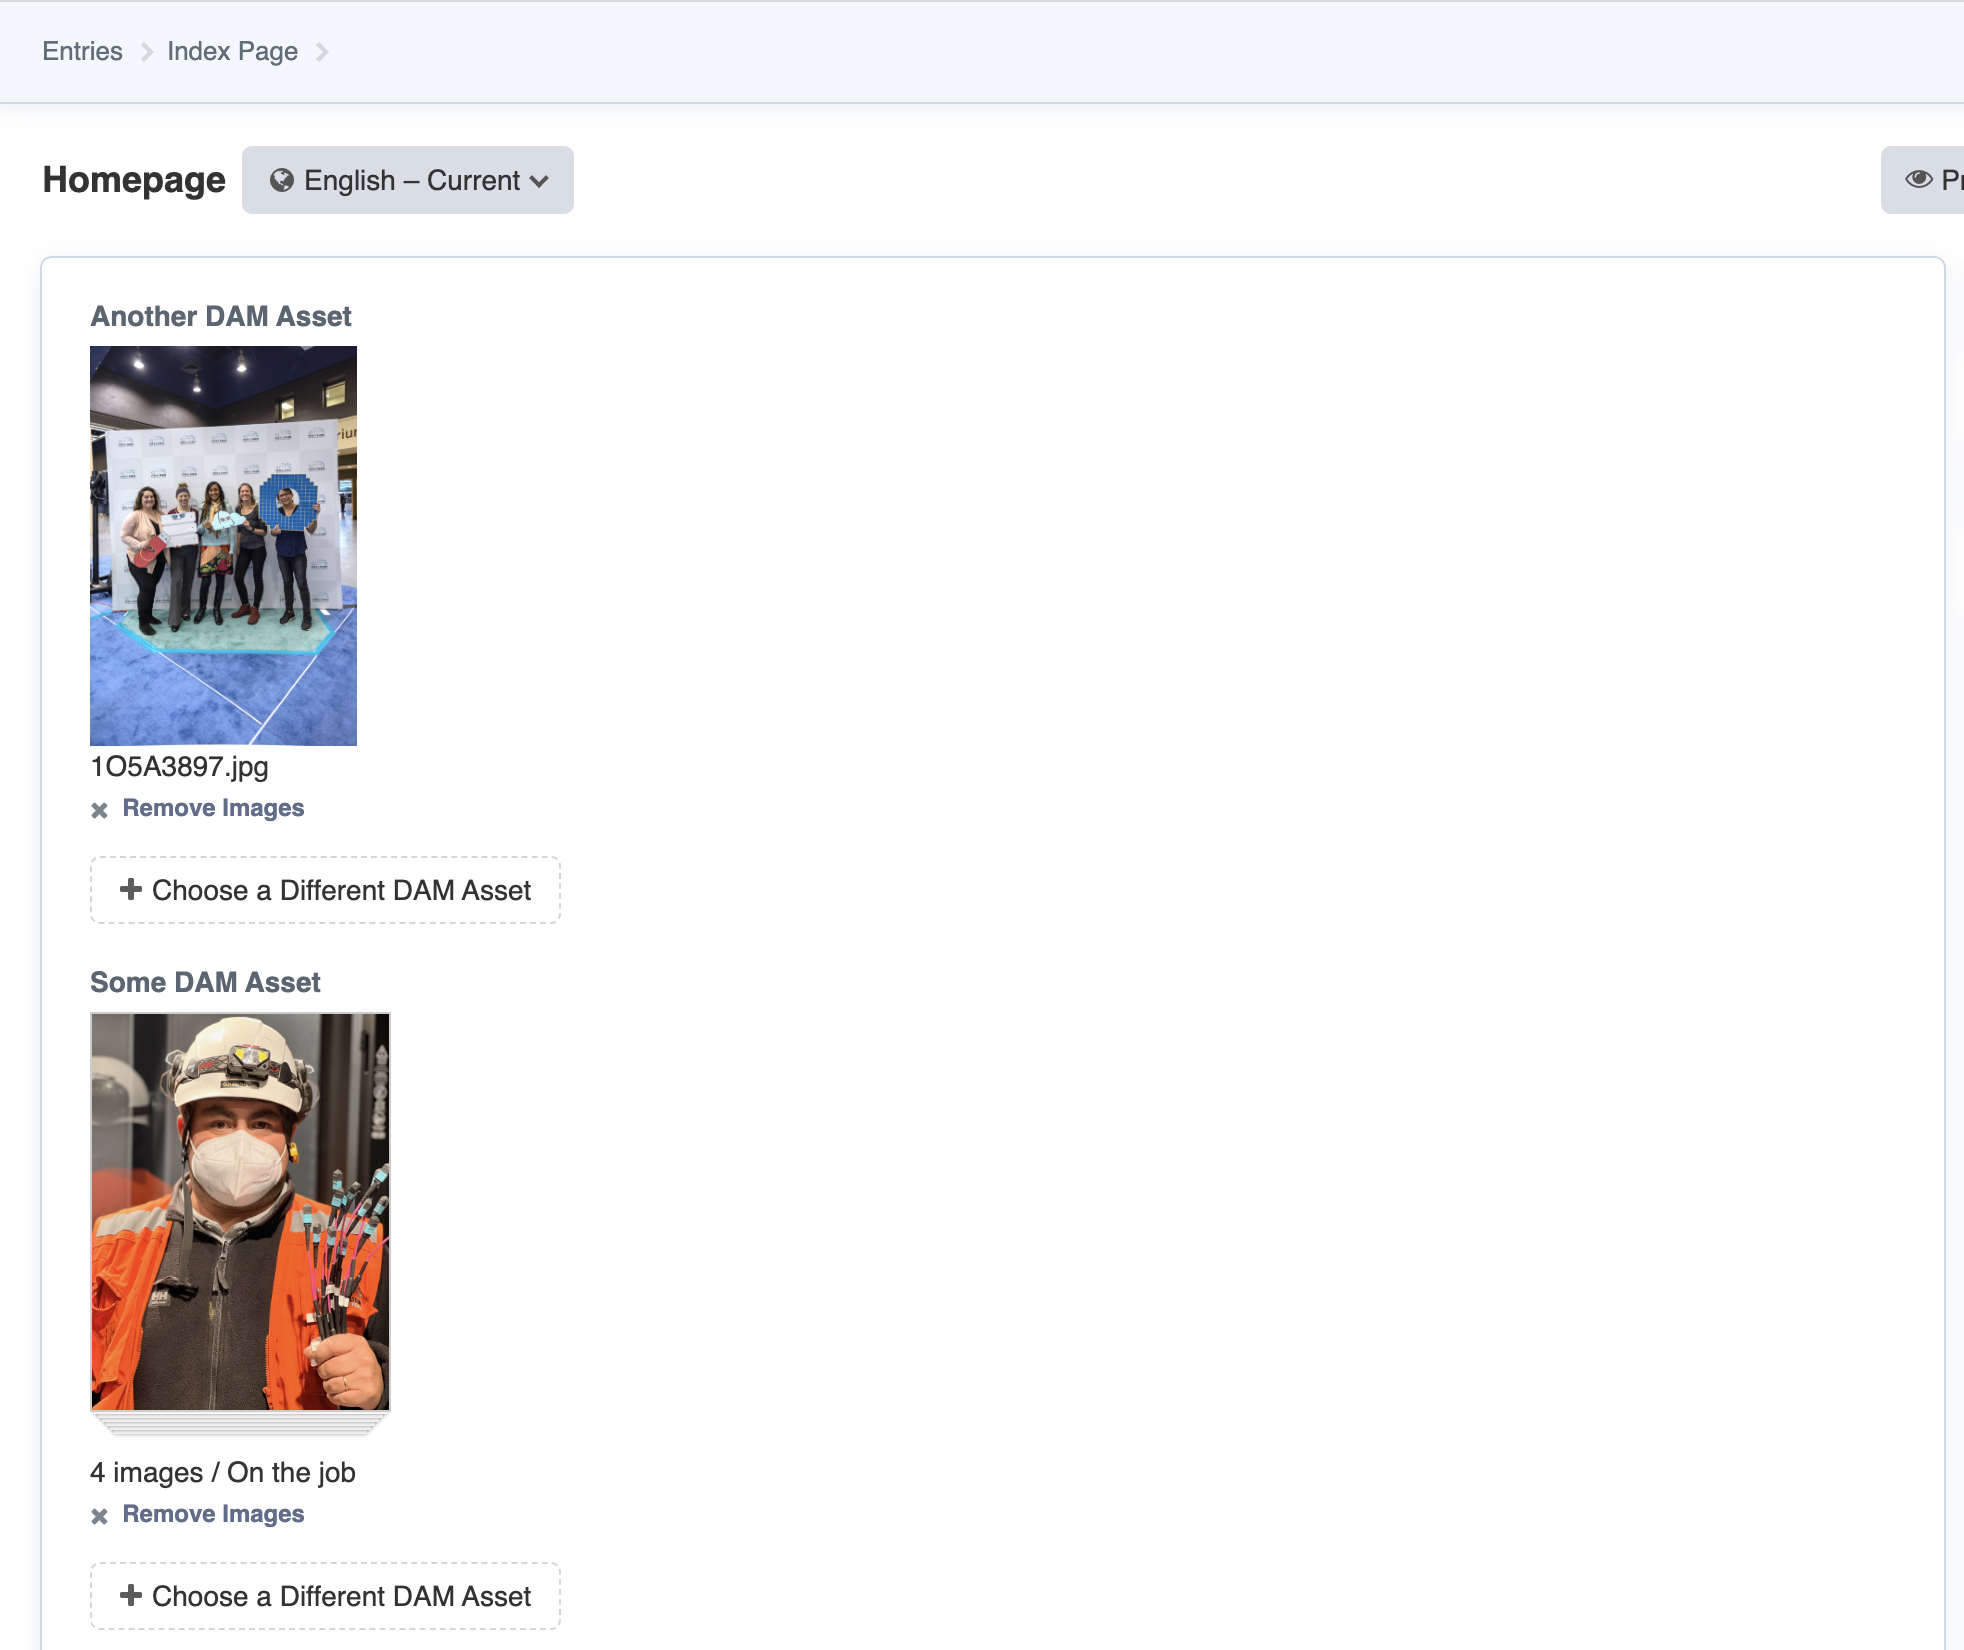 Entries
Index Page
Homepage
English – Current
Another DAM Asset
1O5A3897.jpg
Remove Images
Choose a Different DAM Asset
Some DAM Asset
4 images / On the job
Remove Images
Choose a Different DAM Asset